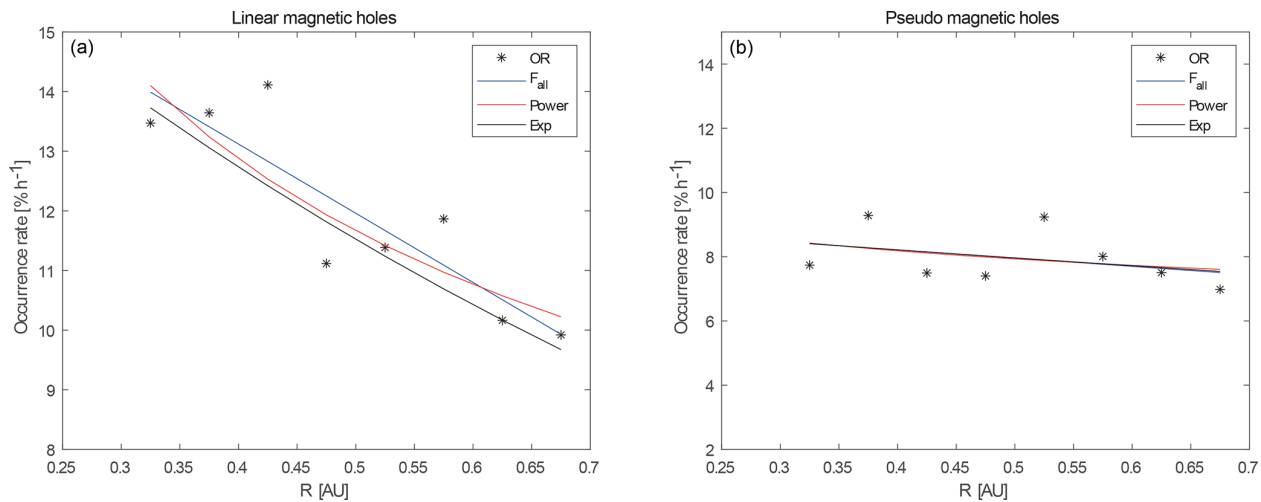 Linear magnetic holes
(a)
OR
F_all
Power
Exp
Occurrence rate [% h^-1]
15
14
13
12
11
10
9
8
0.25 0.3 0.35 0.4 0.45 0.5 0.55 0.6 0.65 0.7
R [AU]
Pseudo magnetic holes
(b)
OR
F_all
Power
Exp
Occurrence rate [% h^-1]
14
12
10
8
6
4
2
0.25 0.3 0.35 0.4 0.45 0.5 0.55 0.6 0.65 0.7
R [AU]